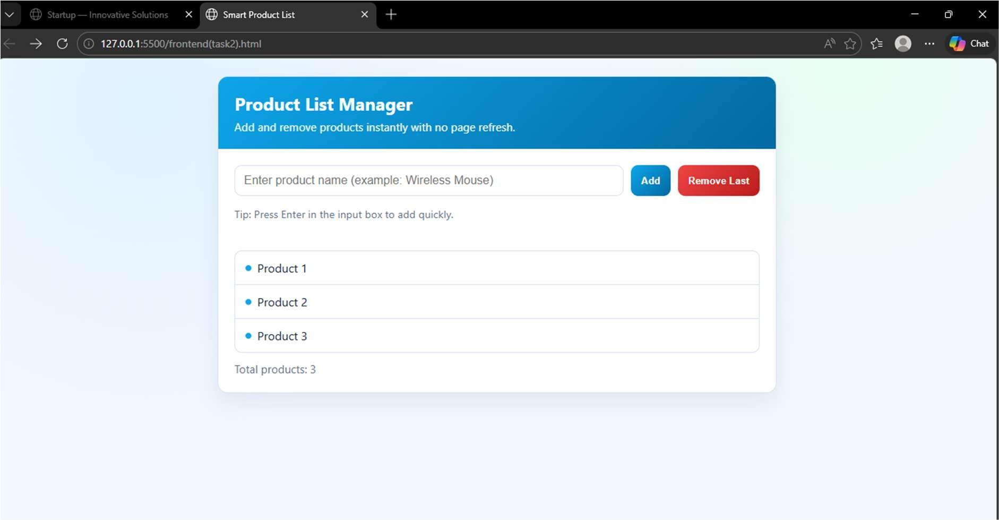 Startup — Innovative Solutions
Smart Product List
127.0.0.1:5500/frontend(task2).html
Chat
Product List Manager
Add and remove products instantly with no page refresh.
Enter product name (example: Wireless Mouse)
Add
Remove Last
Tip: Press Enter in the input box to add quickly.
Product 1
Product 2
Product 3
Total products: 3